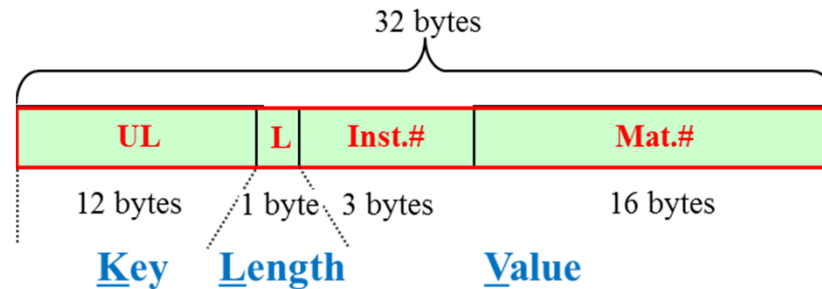 32 bytes
UL L Inst.# Mat.#
12 bytes 1 byte 3 bytes 16 bytes
Key Length Value